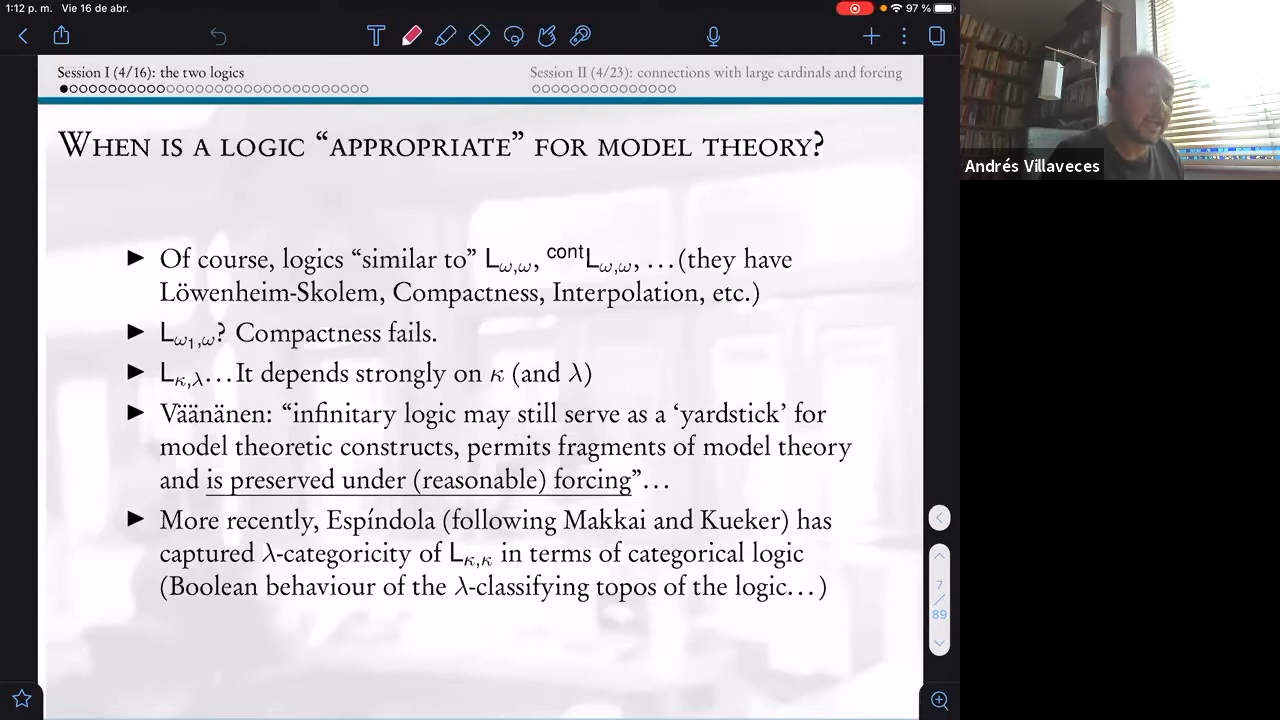 1:12 p. m. Vie 16 de abr.
97 %
Session I (4/16): the two logics
Session II (4/23): connections with large cardinals and forcing
When is a logic “appropriate” for model theory?
► Of course, logics “similar to” L_{ω,ω}, ^{cont}L_{ω,ω}, …(they have
Löwenheim-Skolem, Compactness, Interpolation, etc.)
► L_{ω₁,ω}? Compactness fails.
► L_{κ,λ}…It depends strongly on κ (and λ)
► Väänänen: “infinitary logic may still serve as a ‘yardstick’ for
model theoretic constructs, permits fragments of model theory
and is preserved under (reasonable) forcing”…
► More recently, Espíndola (following Makkai and Kueker) has
captured λ-categoricity of L_{κ,κ} in terms of categorical logic
(Boolean behaviour of the λ-classifying topos of the logic…)
7
/
89
Andrés Villaveces